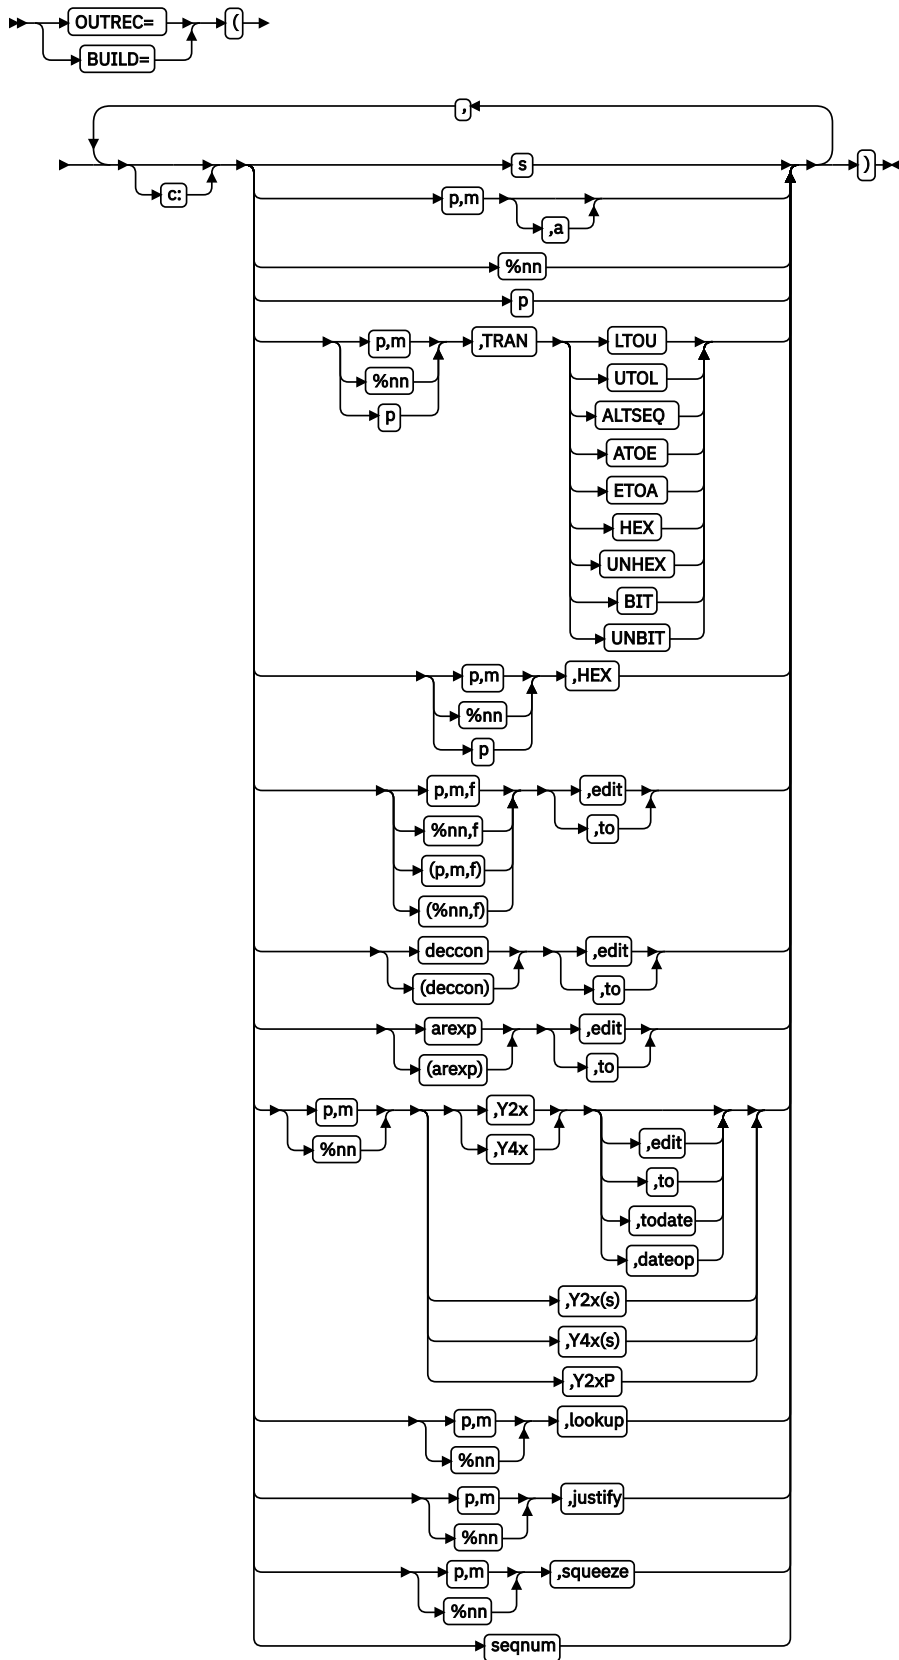 OUTREC= (
BUILD=
,
s )
c:
p,m
,a
%nn
p
p,m ,TRAN LTOU
%nn UTOL
p ALTSEQ
ATOE
ETOA
HEX
UNHEX
BIT
UNBIT
p,m ,HEX
%nn
p
p,m,f ,edit
%nn,f ,to
(p,m,f)
(%nn,f)
deccon ,edit
(deccon) ,to
arexp ,edit
(arexp) ,to
p,m ,Y2x
%nn ,Y4x ,edit
,to
,todate
,dateop
,Y2x(s)
,Y4x(s)
,Y2xP
p,m ,lookup
%nn
p,m ,justify
%nn
p,m ,squeeze
%nn
seqnum